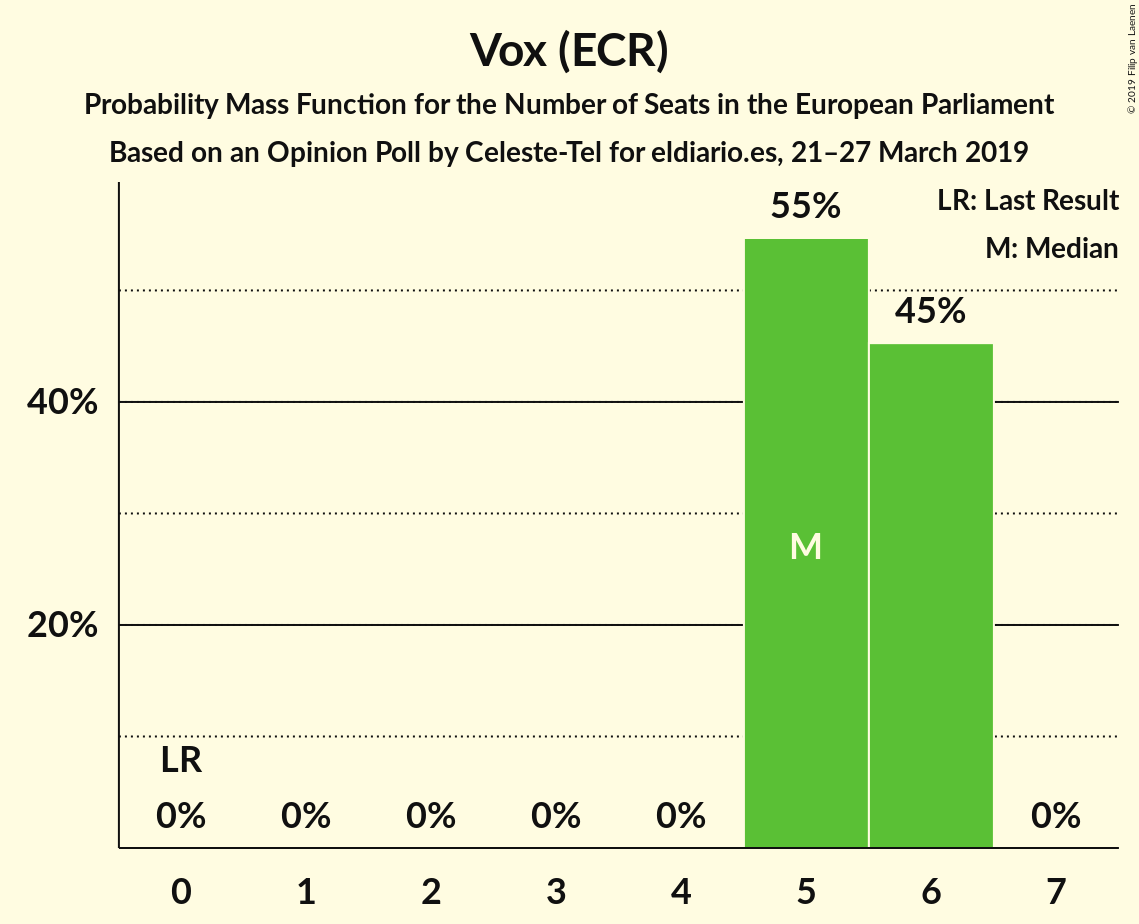 Vox (ECR)
Probability Mass Function for the Number of Seats in the European Parliament
Based on an Opinion Poll by Celeste-Tel for eldiario.es, 21–27 March 2019
© 2019 Filip van Laenen
LR: Last Result
M: Median
55%
45%
40%
20%
M
LR
0% 0% 0% 0% 0% 0%
0 1 2 3 4 5 6 7